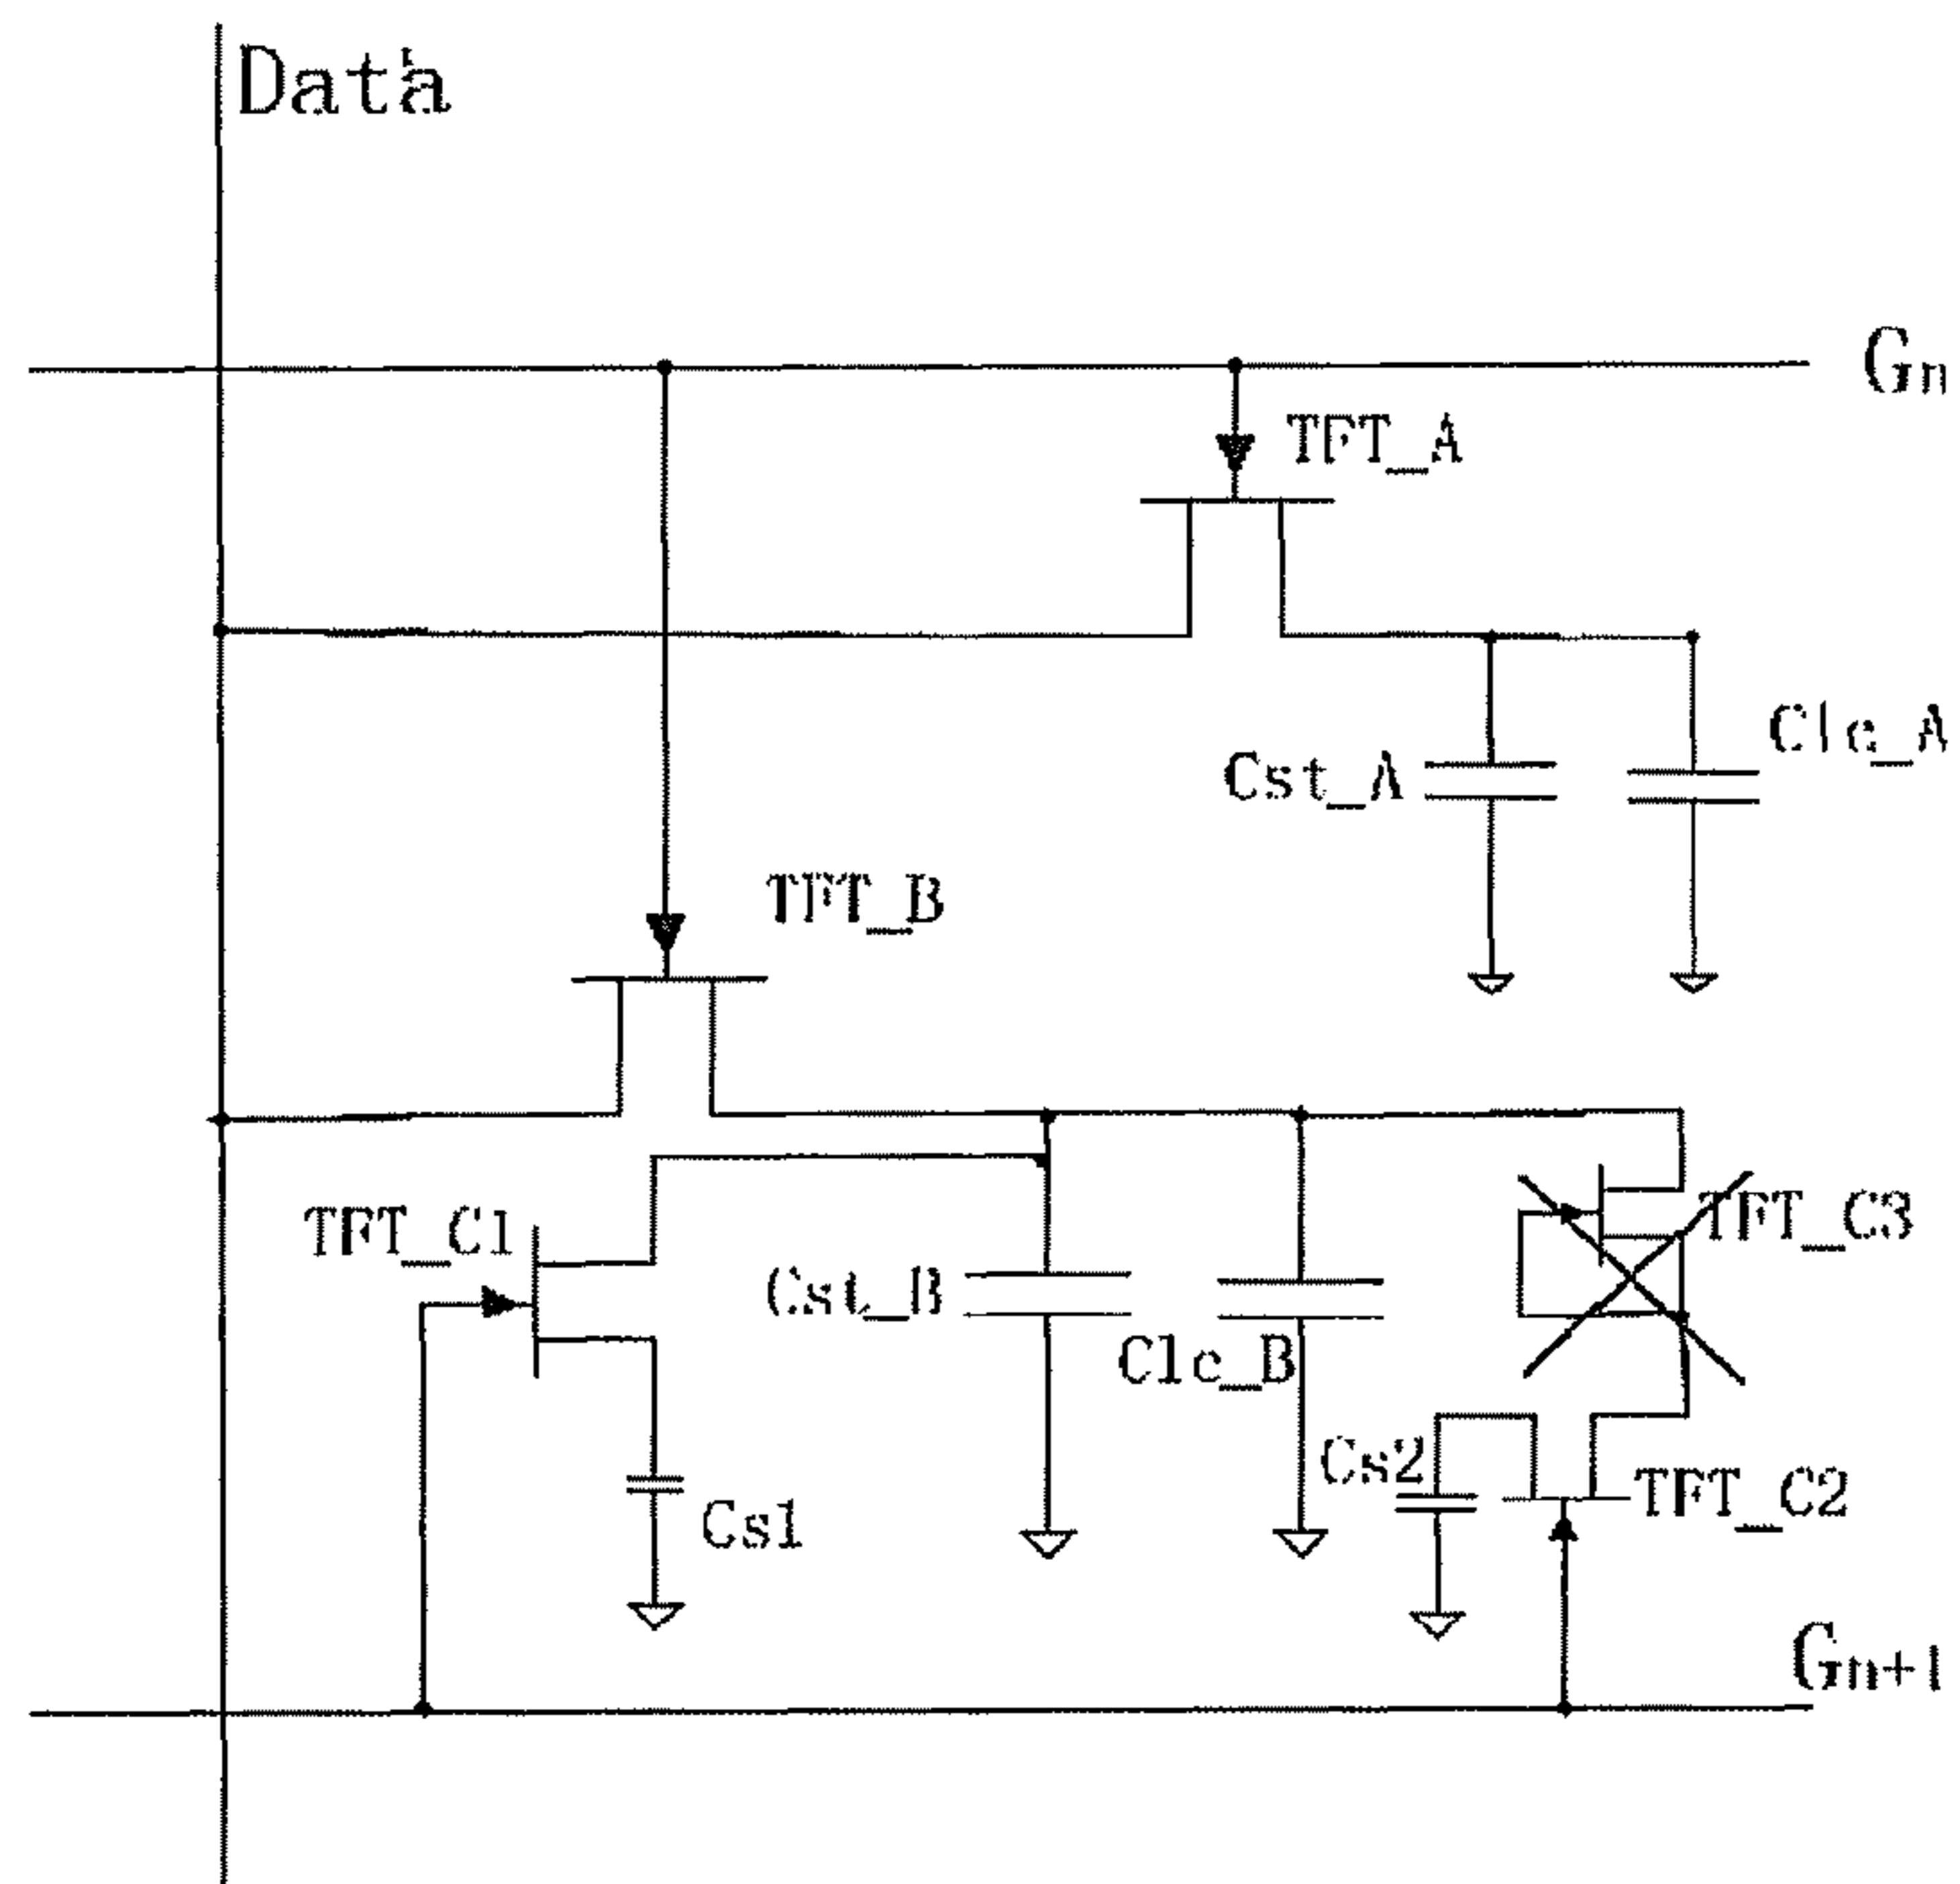 Data
Gn
TFT_A
Clc_A
Cst_A
TFT_B
TFT_C1
TFT_C3
Cst_B
Clc_B
Cs2
TFT_C2
Cs1
Gn+1